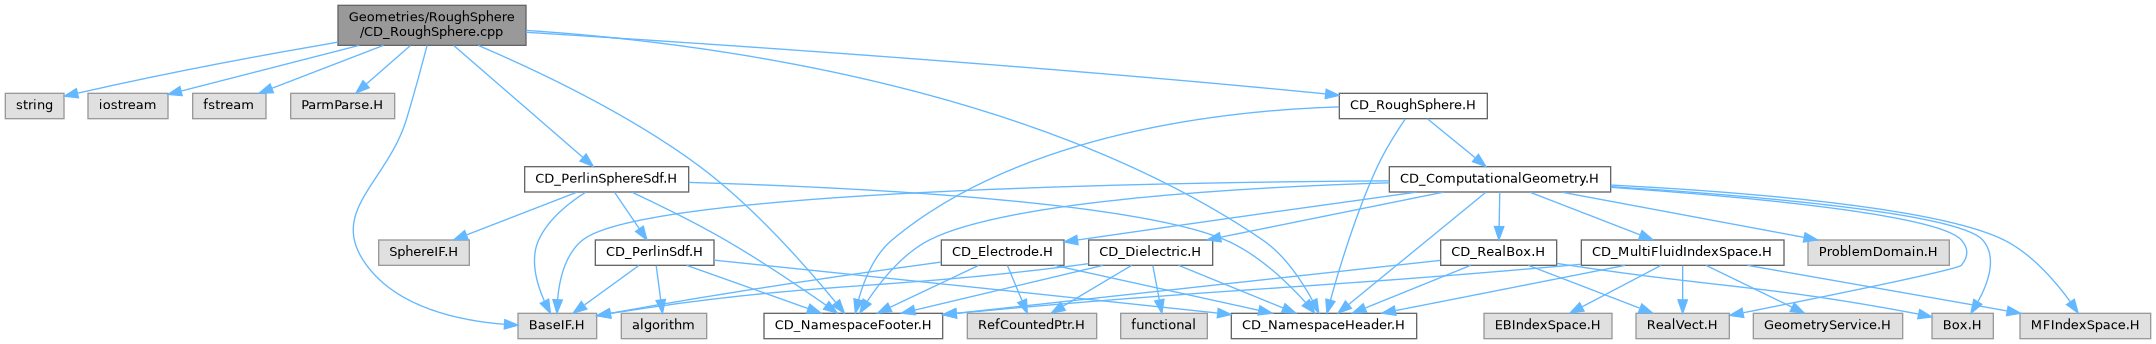 Geometries/RoughSphere
/CD_RoughSphere.cpp
string
iostream
fstream
ParmParse.H
CD_RoughSphere.H
CD_PerlinSphereSdf.H
CD_ComputationalGeometry.H
SphereIF.H
CD_PerlinSdf.H
CD_Electrode.H
CD_Dielectric.H
CD_RealBox.H
CD_MultiFluidIndexSpace.H
ProblemDomain.H
BaseIF.H
algorithm
CD_NamespaceFooter.H
RefCountedPtr.H
functional
CD_NamespaceHeader.H
EBIndexSpace.H
RealVect.H
GeometryService.H
Box.H
MFIndexSpace.H